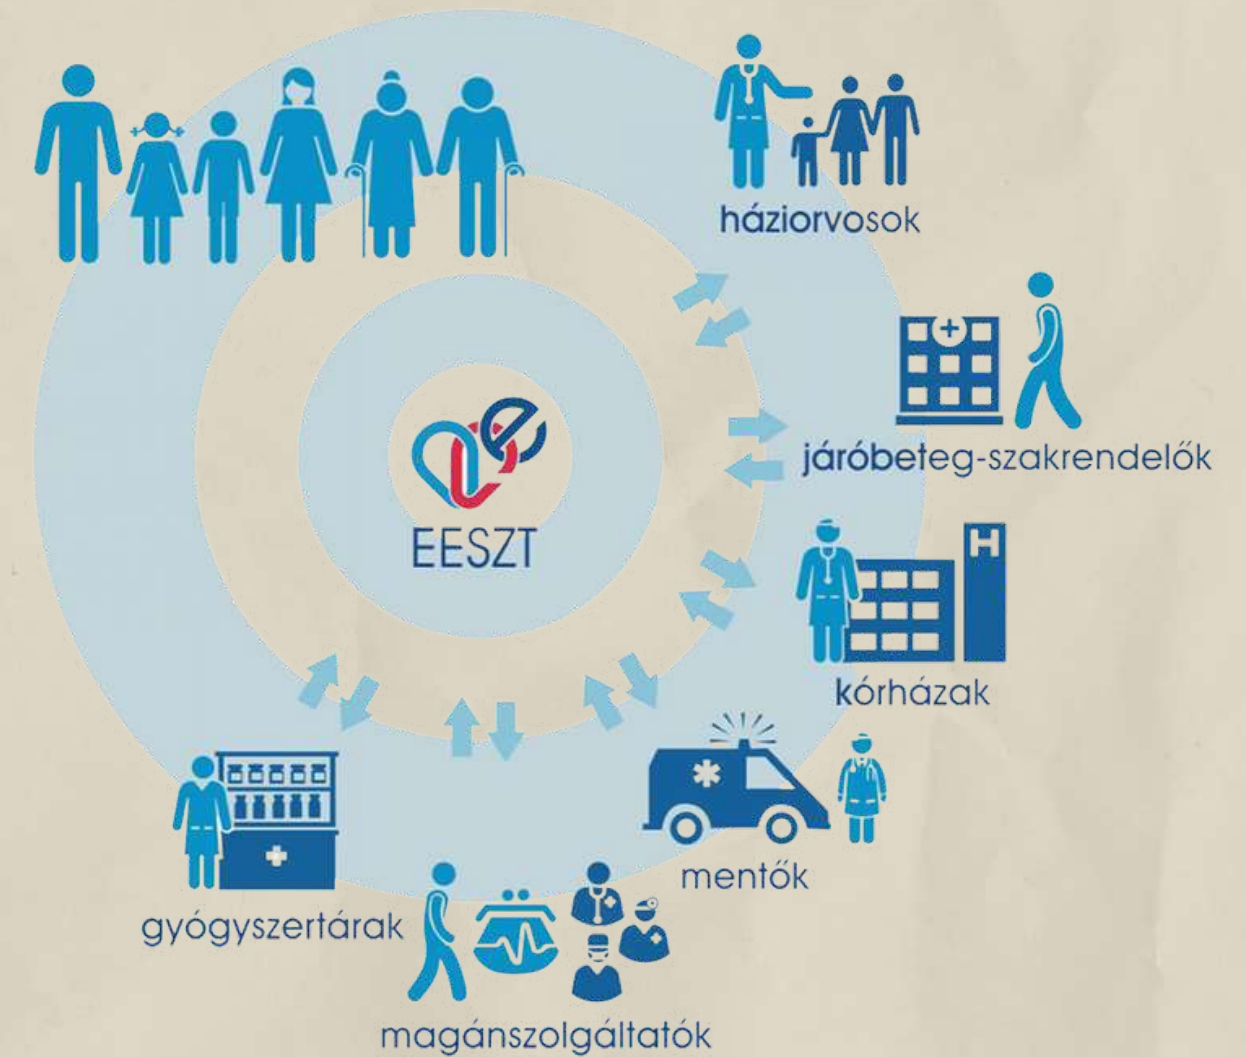 háziorvosok
járóbeteg-szakrendelők
EESZT
H
kórházak
mentők
gyógyszertárak
magánszolgáltatók